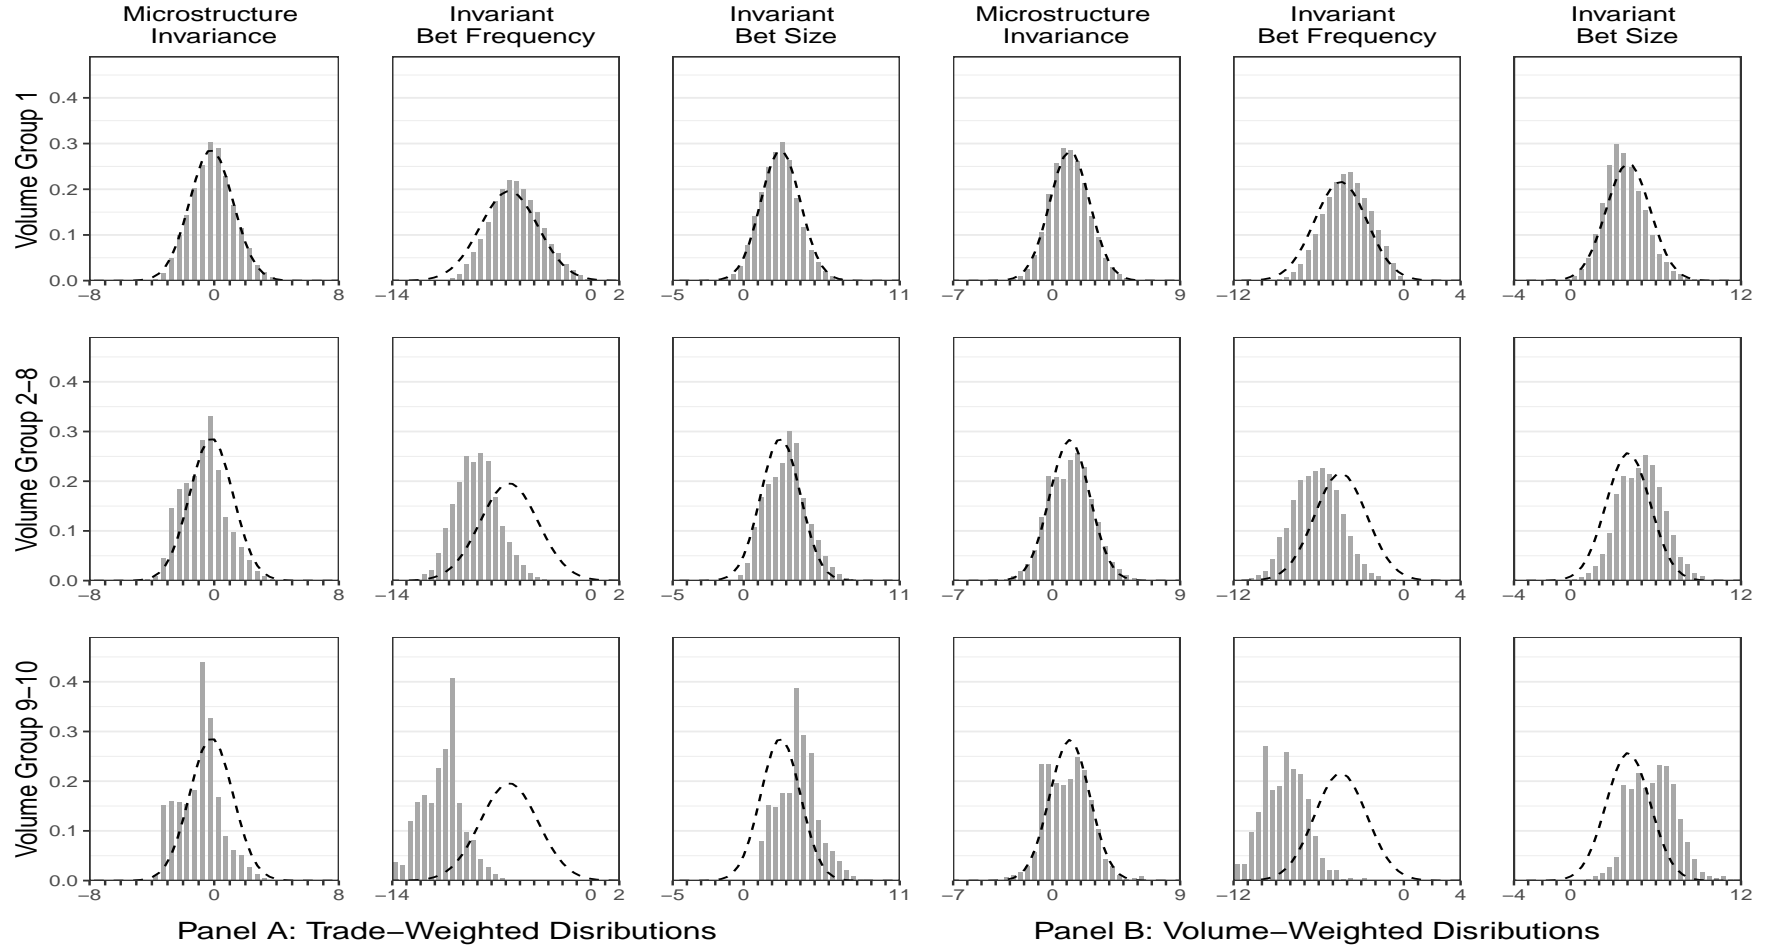 Microstructure Invariance
Invariant Bet Frequency
Invariant Bet Size
Microstructure Invariance
Invariant Bet Frequency
Invariant Bet Size
Volume Group 1
0.4
0.3
0.2
0.1
0.0
−8 0 8
−14 0 2
−5 0 11
−7 0 9
−12 0 4
−4 0 12
Volume Group 2−8
0.4
0.3
0.2
0.1
0.0
−8 0 8
−14 0 2
−5 0 11
−7 0 9
−12 0 4
−4 0 12
Volume Group 9−10
0.4
0.3
0.2
0.1
0.0
−8 0 8
−14 0 2
−5 0 11
−7 0 9
−12 0 4
−4 0 12
Panel A: Trade−Weighted Disributions
Panel B: Volume−Weighted Disributions